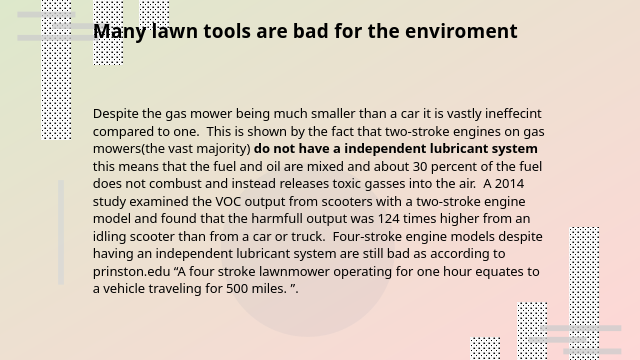 Many lawn tools are bad for the enviroment
Despite the gas mower being much smaller than a car it is vastly ineffecint
compared to one.  This is shown by the fact that two-stroke engines on gas
mowers(the vast majority) do not have a independent lubricant system
this means that the fuel and oil are mixed and about 30 percent of the fuel
does not combust and instead releases toxic gasses into the air.  A 2014
study examined the VOC output from scooters with a two-stroke engine
model and found that the harmfull output was 124 times higher from an
idling scooter than from a car or truck.  Four-stroke engine models despite
having an independent lubricant system are still bad as according to
prinston.edu “A four stroke lawnmower operating for one hour equates to
a vehicle traveling for 500 miles. ”.